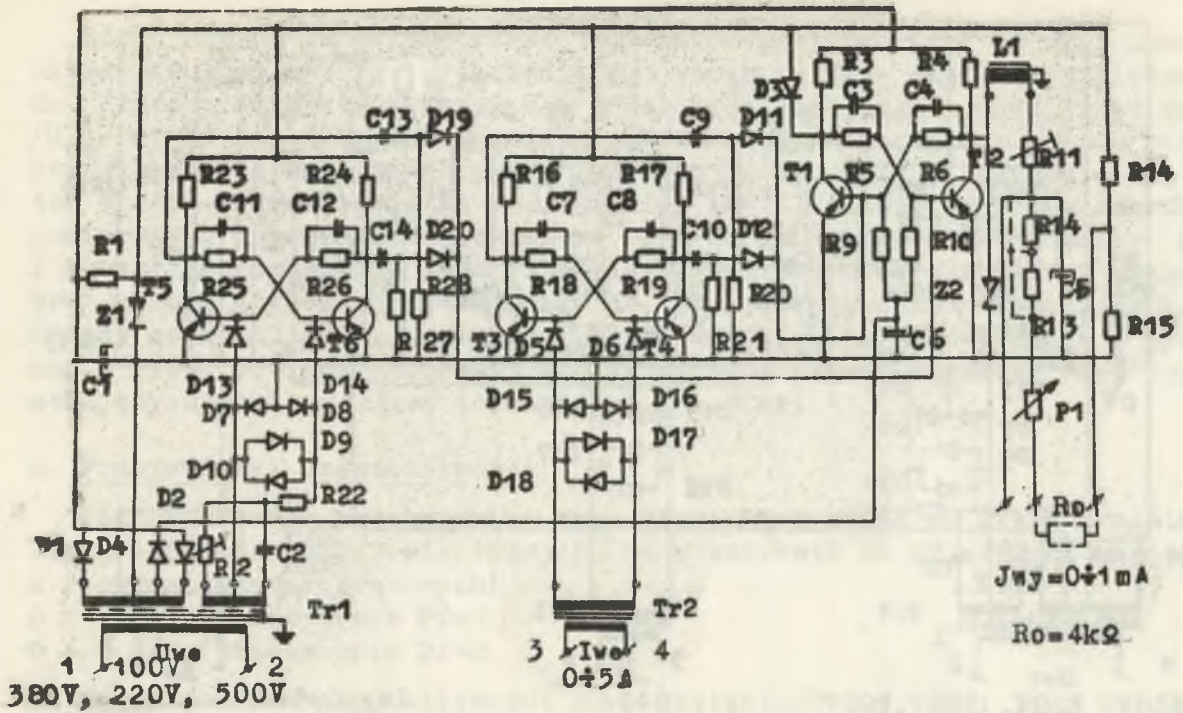 R3 R4 L1
D3 C3 C4
C13 D19 C9 D11
R23 R24 R16 R17 T1 R5 R6 T2 R11 R14
C11 C12 C7 C8
R1 C14 D20 C10 D12 R9 R10 R14
T5 R25 R26 R28 R18 R19 R20 Z2
Z1 T6 R27 T3 D5 D6 T4 R21 C6 R13 R15
C1 D13 D14 D15 D16
D7 D8 P1
D9 D17
D10 D18
D2 R22 Ro
D4 R2 C2
Jwy=0÷1mA
Tr1 Tr2
Uwe 3 Iwe 4 Ro=4kΩ
1 100V 2 0÷5A
380V, 220V, 500V